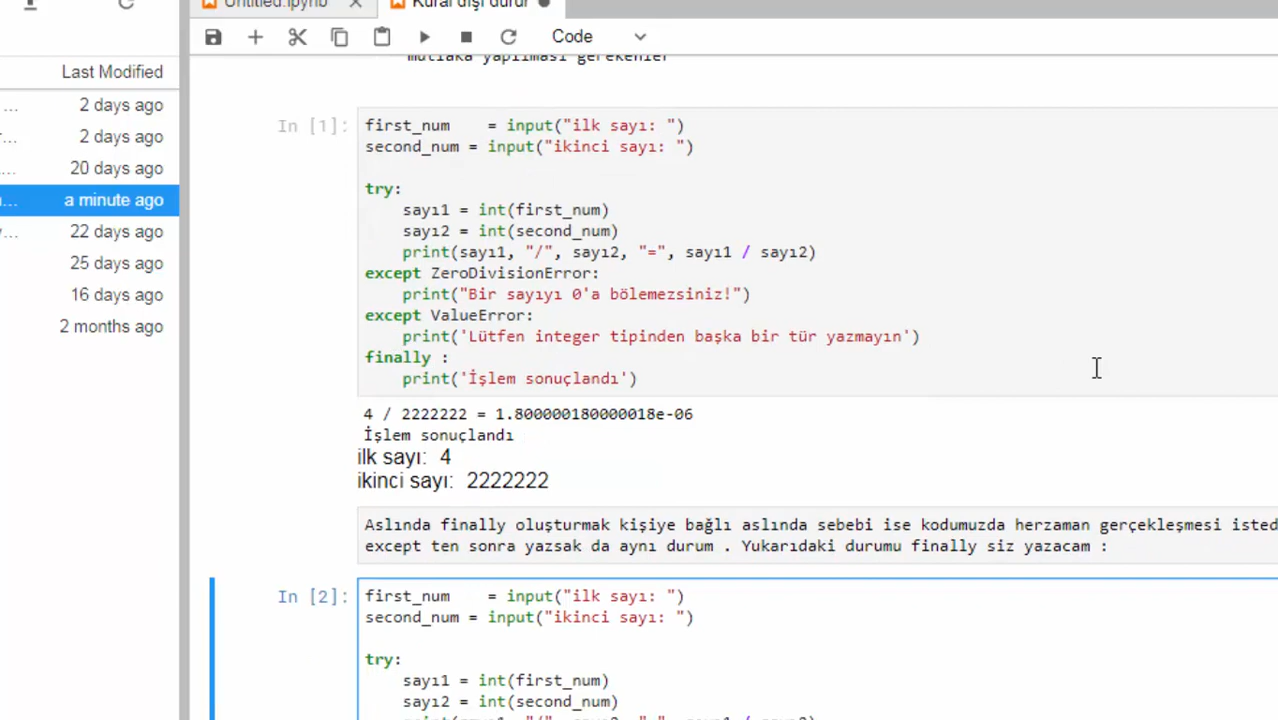 Untitled.ipynb
Kural dışı durur
Code
mutlaka yapılması gerekenler
Last Modified
2 days ago
2 days ago
20 days ago
a minute ago
22 days ago
25 days ago
16 days ago
2 months ago
In [1]:
first_num    = input("ilk sayı: ")
second_num = input("ikinci sayı: ")
try:
    sayı1 = int(first_num)
    sayı2 = int(second_num)
    print(sayı1, "/", sayı2, "=", sayı1 / sayı2)
except ZeroDivisionError:
    print("Bir sayıyı 0'a bölemezsiniz!")
except ValueError:
    print('Lütfen integer tipinden başka bir tür yazmayın')
finally :
    print('İşlem sonuçlandı')
4 / 2222222 = 1.800000180000018e-06
İşlem sonuçlandı
ilk sayı:  4
ikinci sayı:  2222222
Aslında finally oluşturmak kişiye bağlı aslında sebebi ise kodumuzda herzaman gerçekleşmesi isted
except ten sonra yazsak da aynı durum . Yukarıdaki durumu finally siz yazacam :
In [2]:
first_num    = input("ilk sayı: ")
second_num = input("ikinci sayı: ")
try:
    sayı1 = int(first_num)
    sayı2 = int(second_num)
    print(sayı1, "/", sayı2, "=", sayı1 / sayı2)